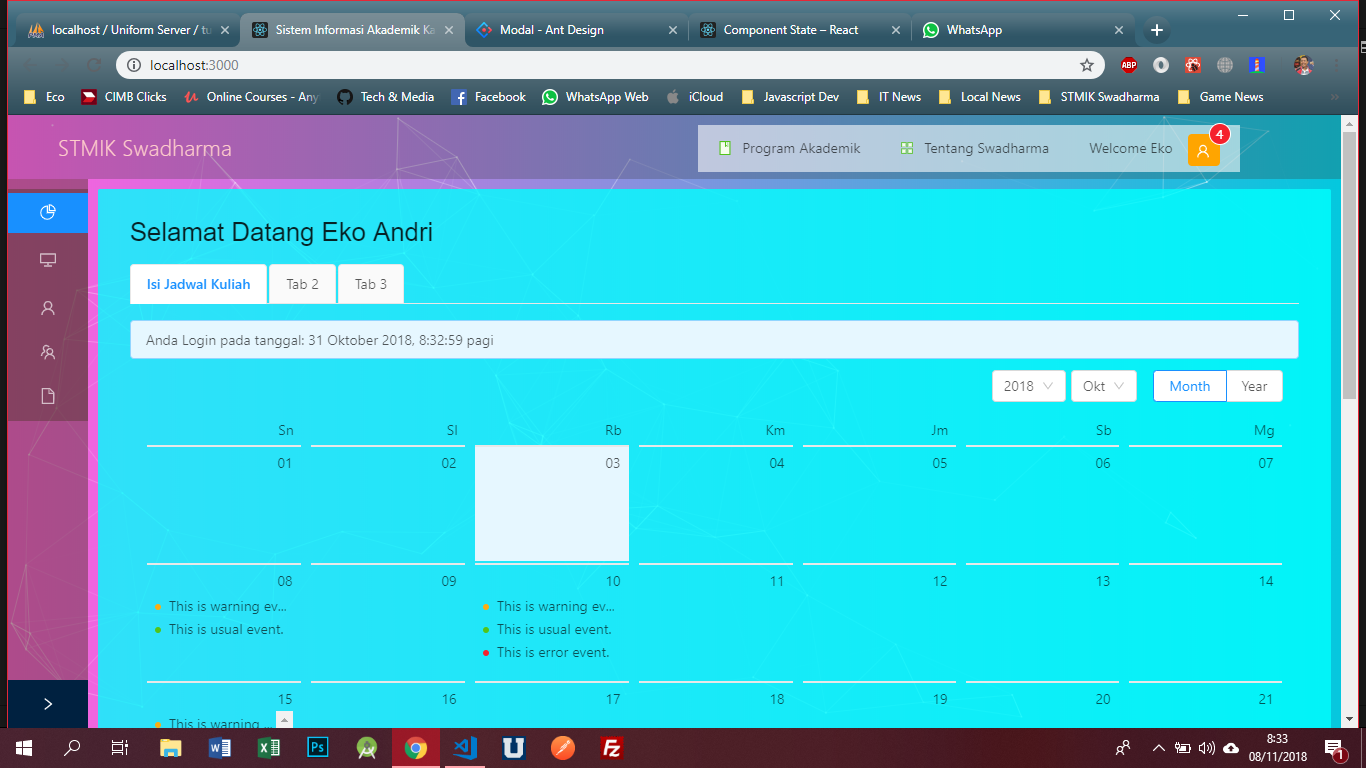 localhost / Uniform Server / tu
Sistem Informasi Akademik Ka
Modal - Ant Design
Component State – React
WhatsApp
localhost:3000
ABP
Eco
CIMB Clicks
Online Courses - Any
Tech & Media
Facebook
WhatsApp Web
iCloud
Javascript Dev
IT News
Local News
STMIK Swadharma
Game News
STMIK Swadharma
Program Akademik
Tentang Swadharma
Welcome Eko
4
Selamat Datang Eko Andri
Isi Jadwal Kuliah
Tab 2
Tab 3
Anda Login pada tanggal: 31 Oktober 2018, 8:32:59 pagi
2018
Okt
Month
Year
Sn Sl Rb Km Jm Sb Mg
01 02 03 04 05 06 07
08 09 10 11 12 13 14
This is warning ev...
This is usual event.
This is warning ev...
This is usual event.
This is error event.
15 16 17 18 19 20 21
This is warning ...
8:33
08/11/2018
1